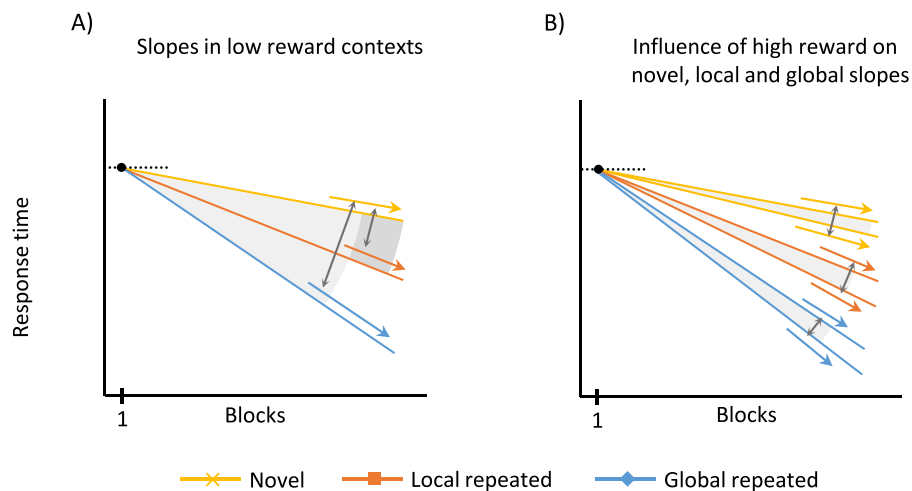 A)
Slopes in low reward contexts
B)
Influence of high reward on
novel, local and global slopes
Response time
1
Blocks
1
Blocks
Novel
Local repeated
Global repeated